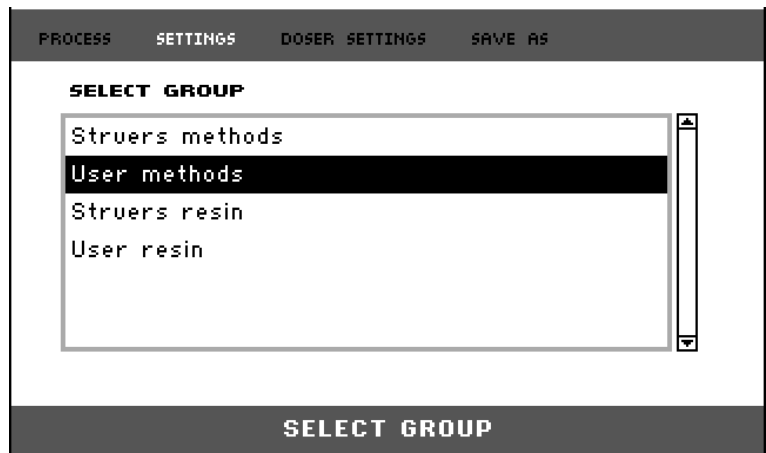 PROCESS SETTINGS DOSER SETTINGS SAVE AS
SELECT GROUP
Struers methods
User methods
Struers resin
User resin
SELECT GROUP